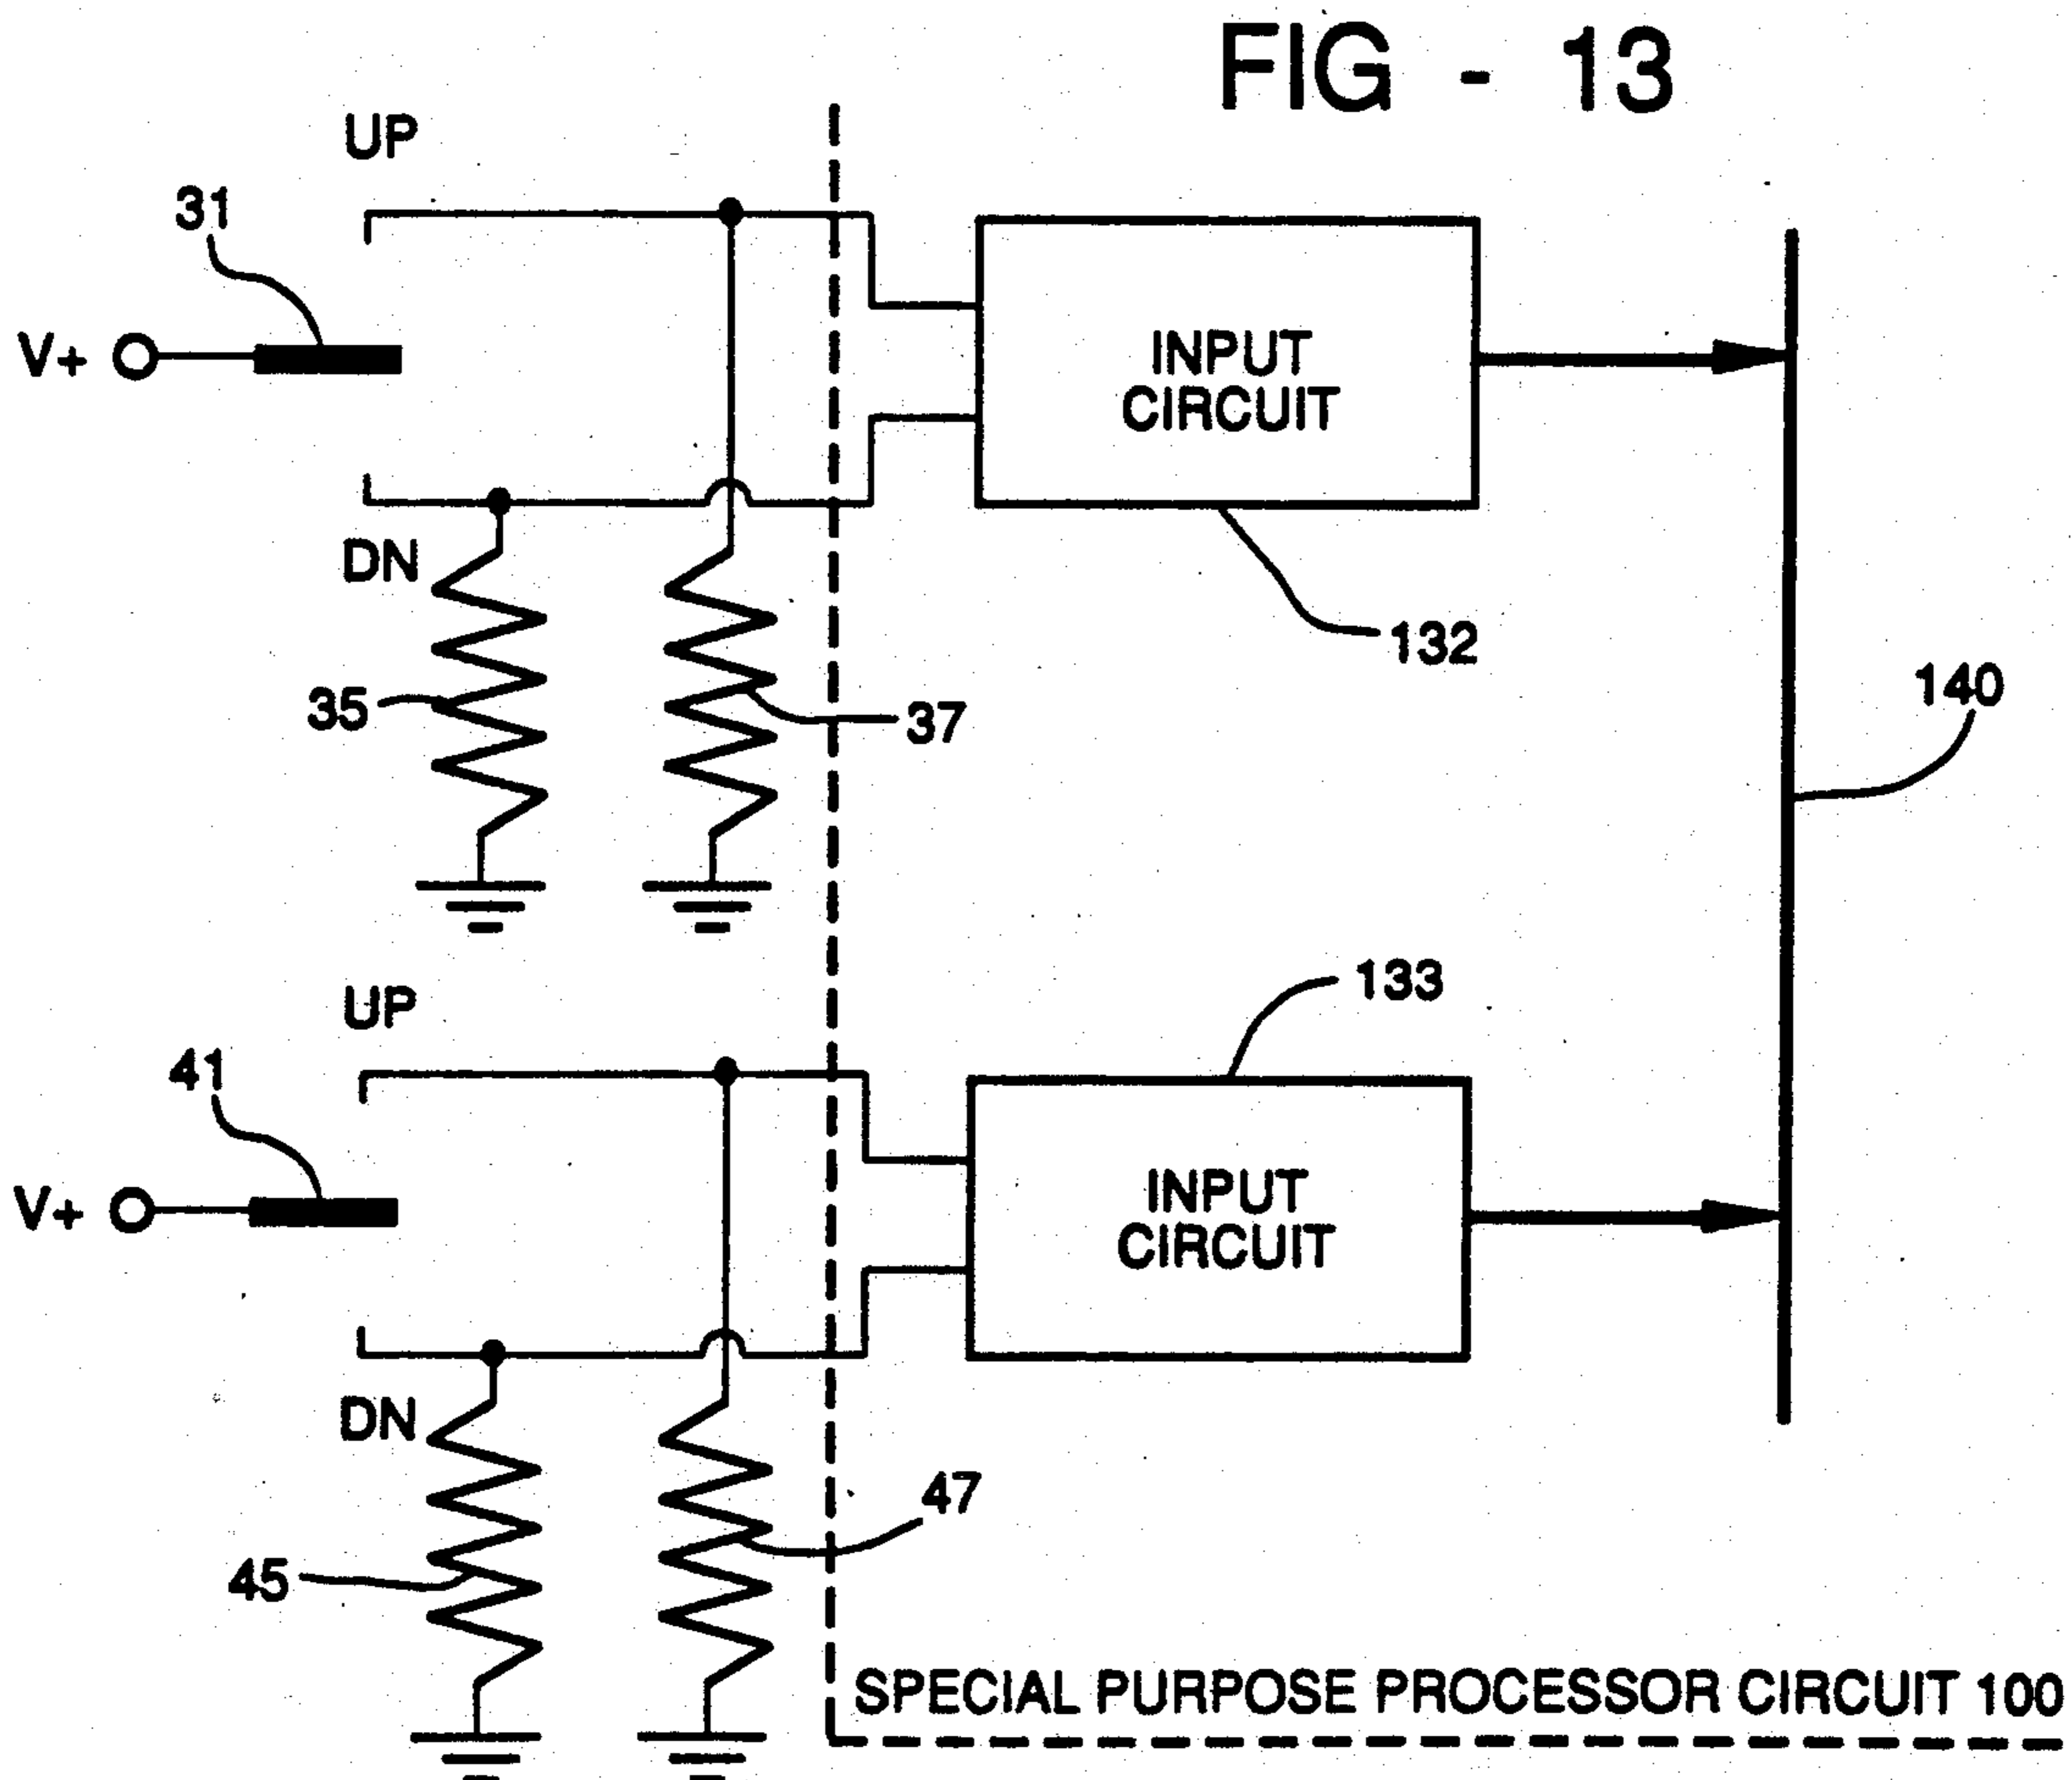 FIG - 13
UP
31
V+
INPUT
CIRCUIT
DN
132
35
37
140
133
UP
41
V+
INPUT
CIRCUIT
DN
47
45
SPECIAL PURPOSE PROCESSOR CIRCUIT 100